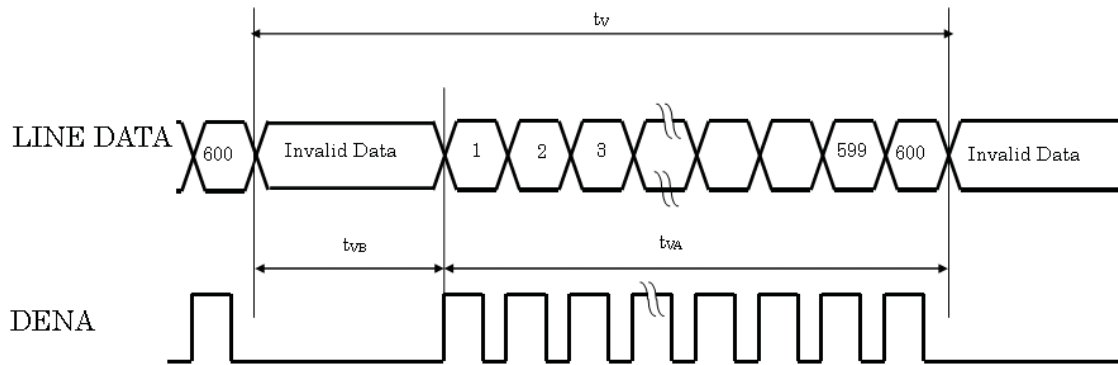 tV
LINE DATA
600
Invalid Data
1
2
3
599
600
Invalid Data
tVB
tVA
DENA